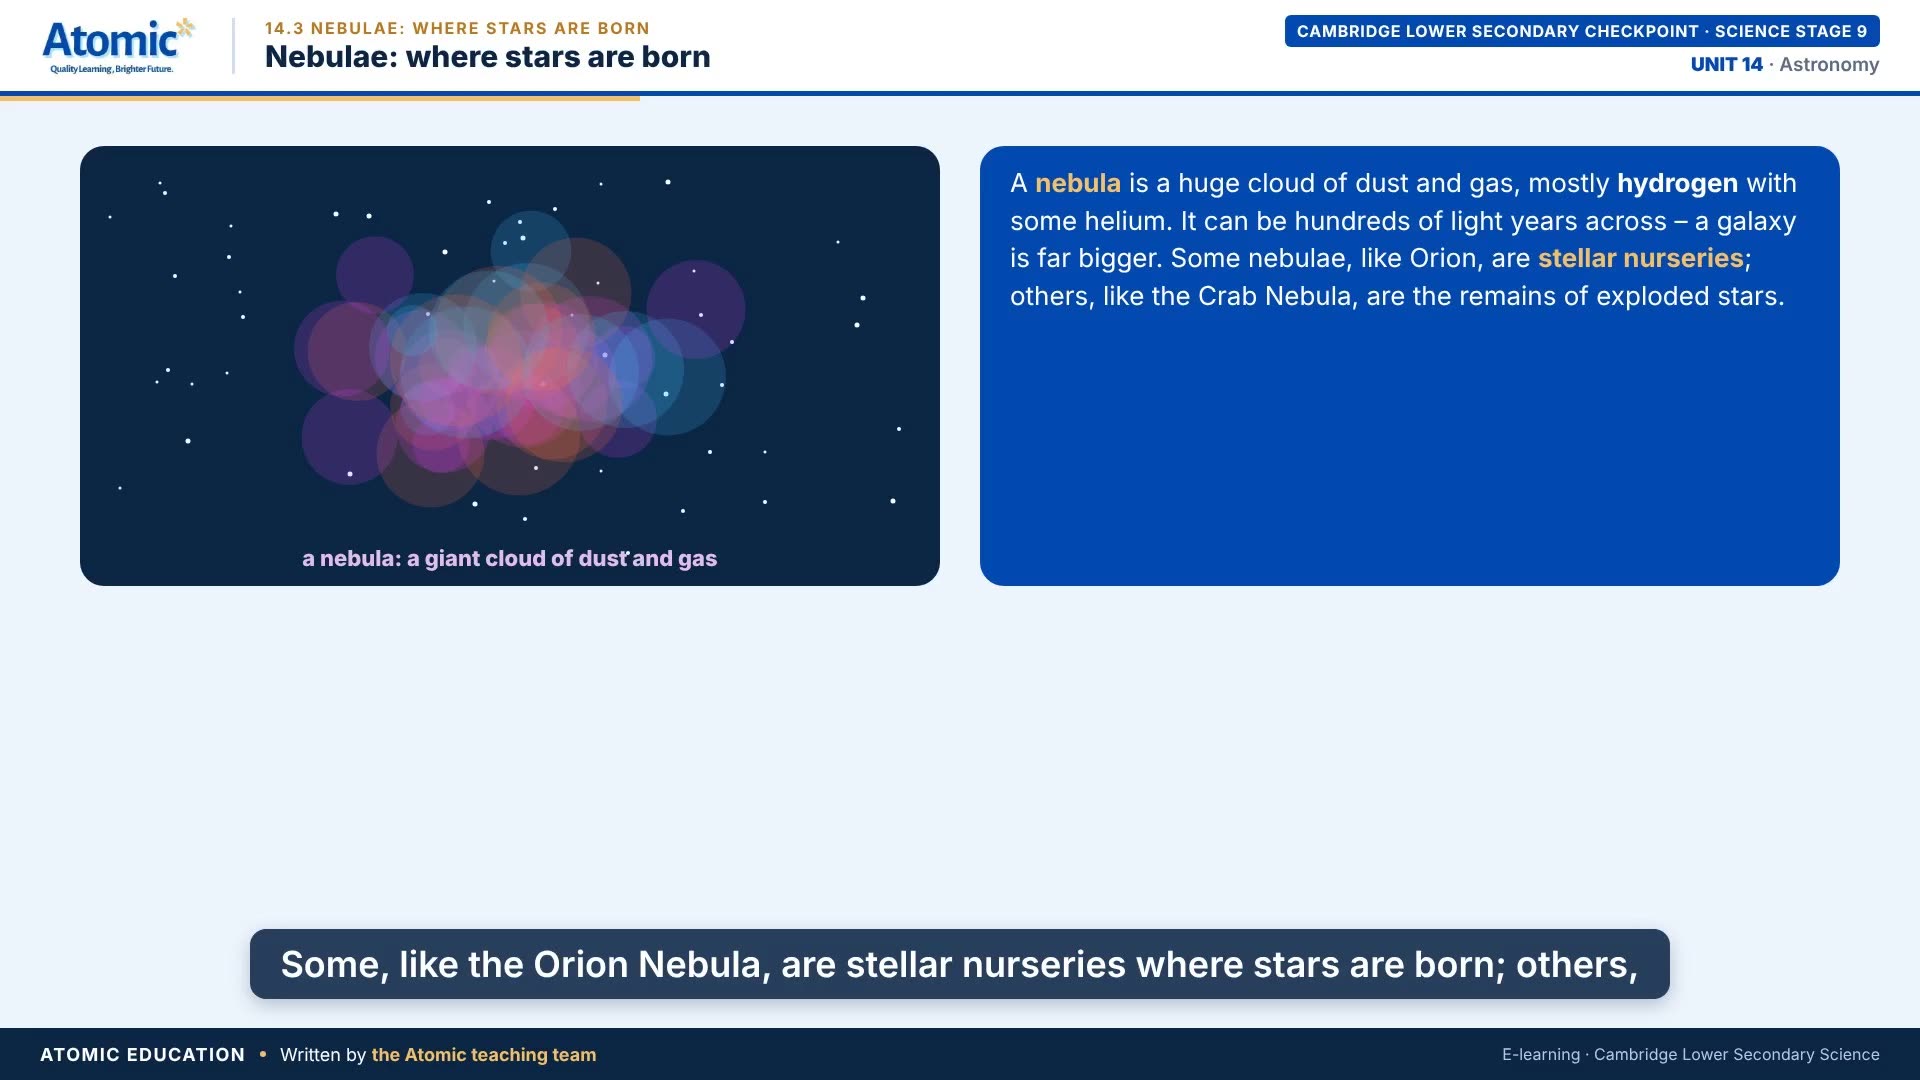 Atomic
Quality Learning, Brighter Future.
14.3 NEBULAE: WHERE STARS ARE BORN
Nebulae: where stars are born
CAMBRIDGE LOWER SECONDARY CHECKPOINT · SCIENCE STAGE 9
UNIT 14 · Astronomy
a nebula: a giant cloud of dust and gas
A nebula is a huge cloud of dust and gas, mostly hydrogen with
some helium. It can be hundreds of light years across – a galaxy
is far bigger. Some nebulae, like Orion, are stellar nurseries;
others, like the Crab Nebula, are the remains of exploded stars.
Some, like the Orion Nebula, are stellar nurseries where stars are born; others,
ATOMIC EDUCATION • Written by the Atomic teaching team
E-learning · Cambridge Lower Secondary Science